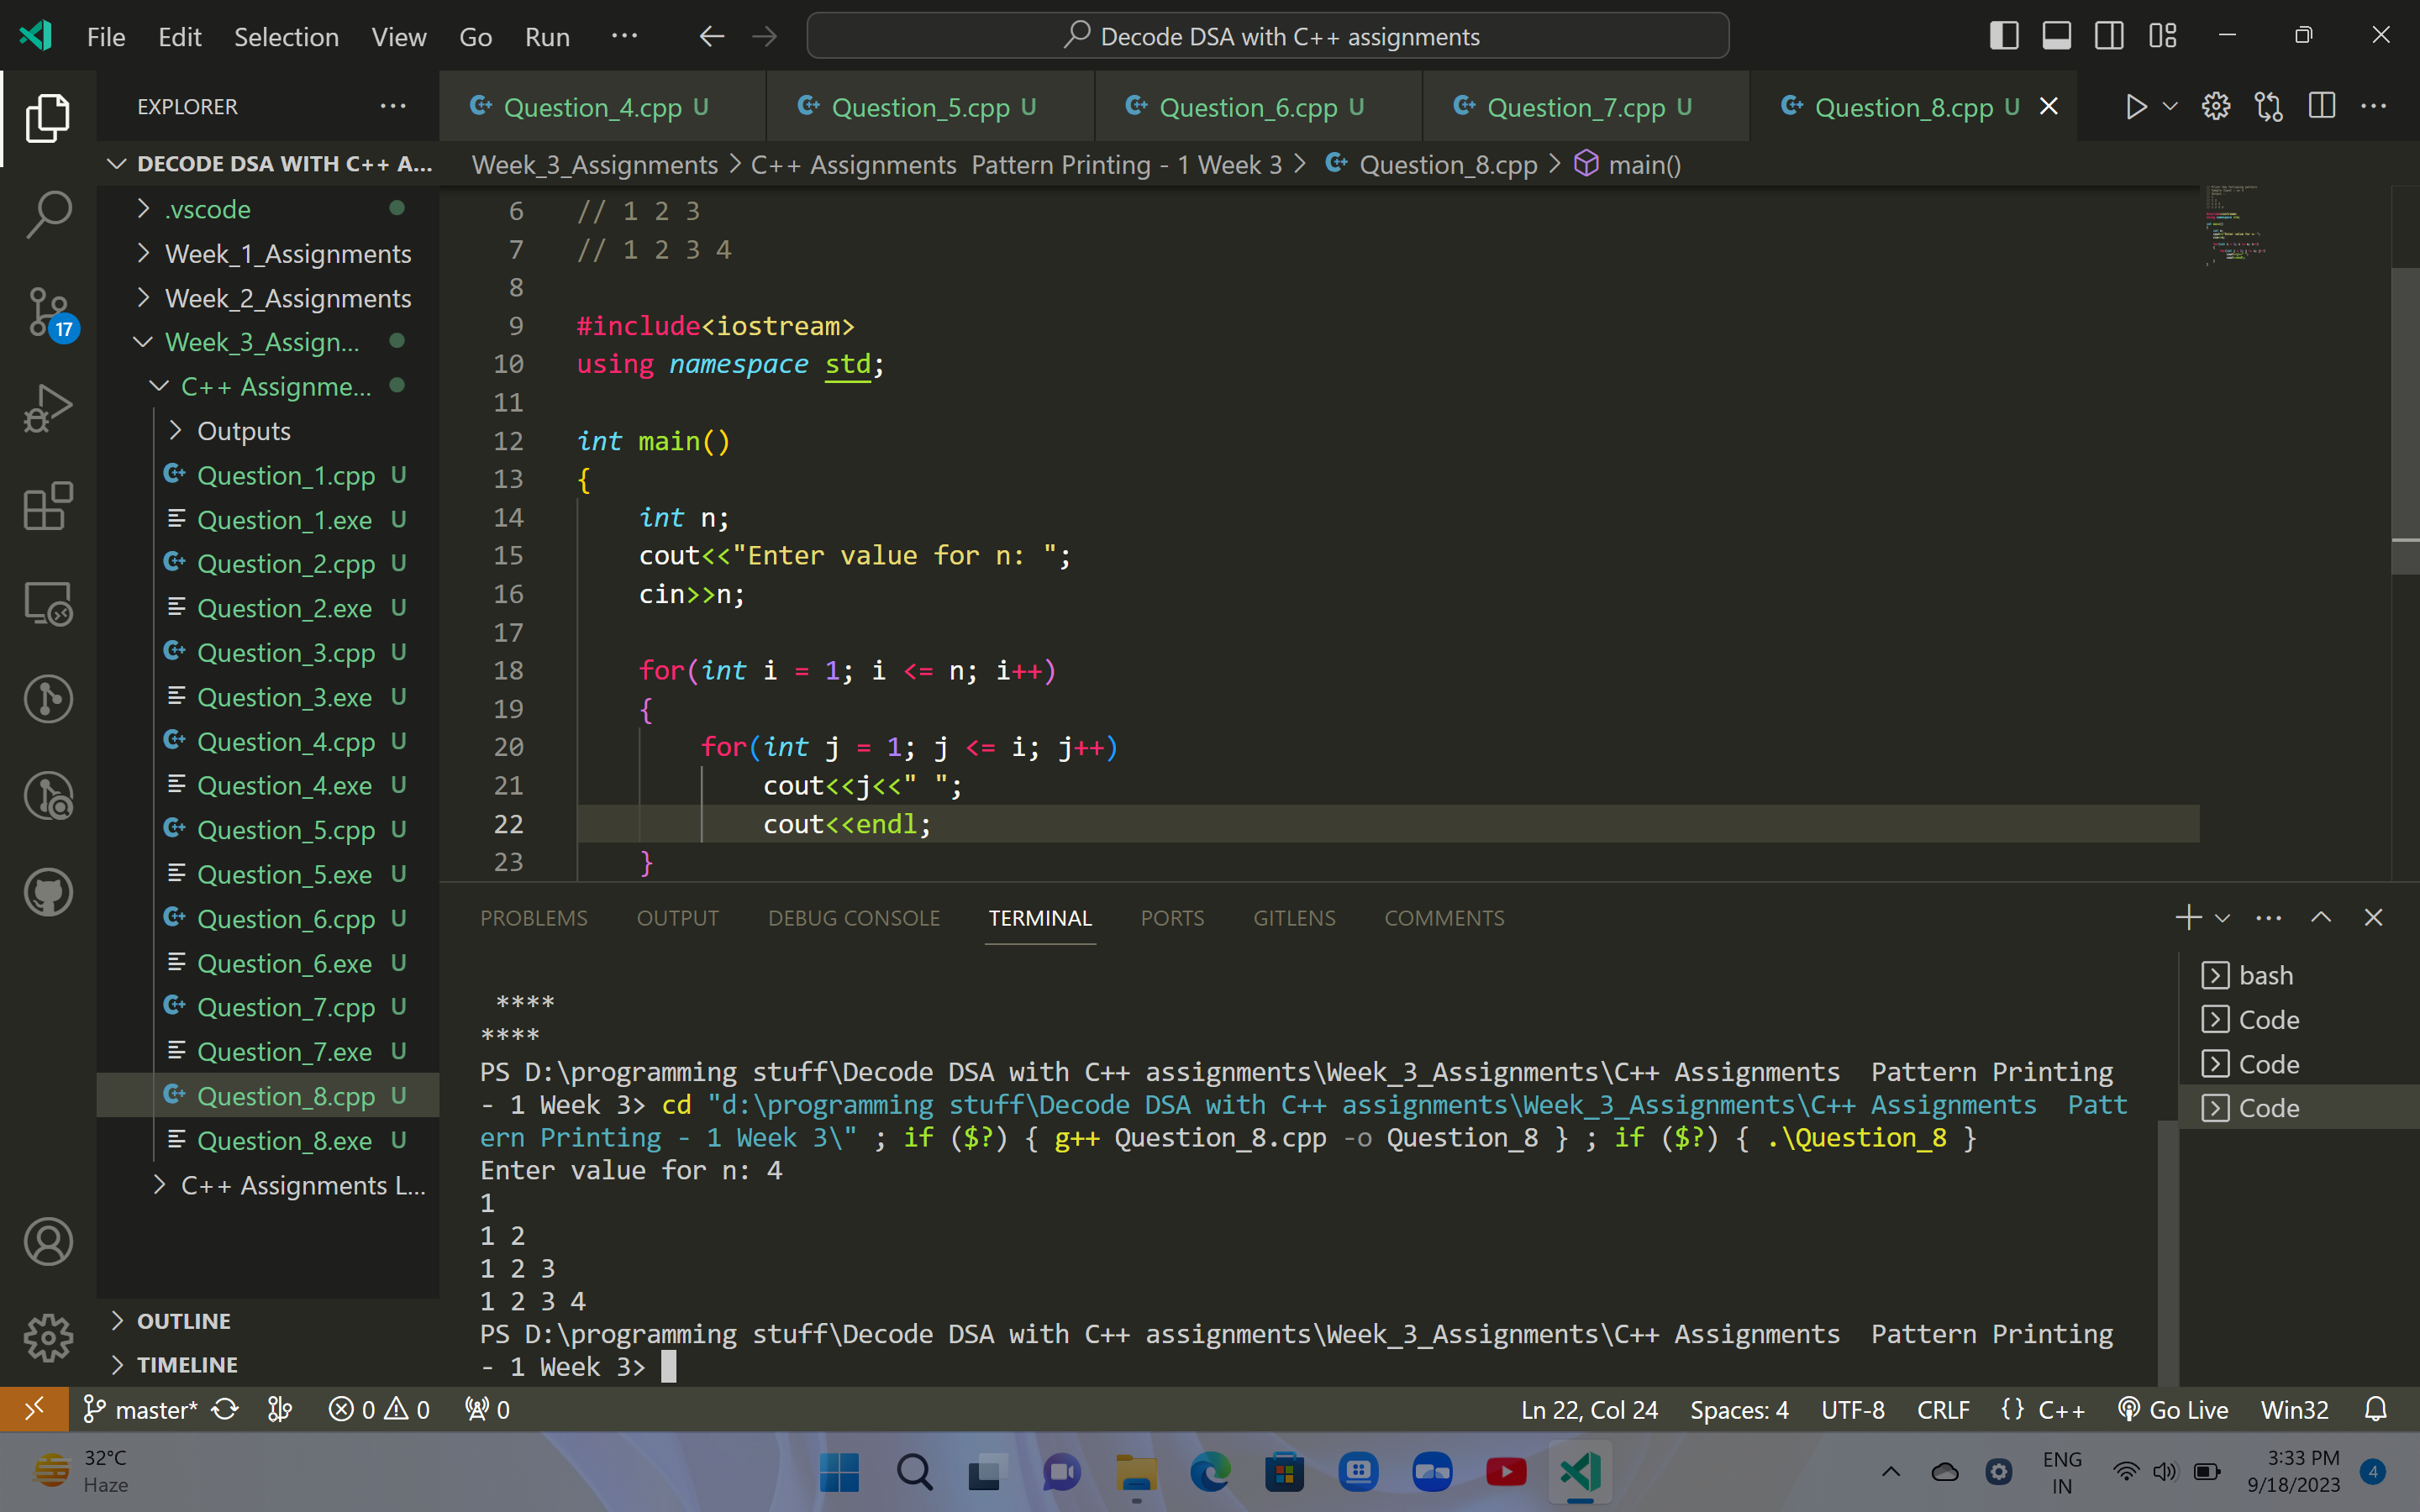 File Edit Selection View Go Run ··· Decode DSA with C++ assignments
EXPLORER ···
Question_4.cpp U Question_5.cpp U Question_6.cpp U Question_7.cpp U Question_8.cpp U
DECODE DSA WITH C++ A...
Week_3_Assignments > C++ Assignments Pattern Printing - 1 Week 3 > Question_8.cpp > main()
.vscode
Week_1_Assignments
Week_2_Assignments
17
Week_3_Assign...
C++ Assignme...
Outputs
Question_1.cpp U
Question_1.exe U
Question_2.cpp U
Question_2.exe U
Question_3.cpp U
Question_3.exe U
Question_4.cpp U
Question_4.exe U
Question_5.cpp U
Question_5.exe U
Question_6.cpp U
Question_6.exe U
Question_7.cpp U
Question_7.exe U
Question_8.cpp U
Question_8.exe U
C++ Assignments L...
OUTLINE
TIMELINE
6 // 1 2 3
7 // 1 2 3 4
8
9 #include<iostream>
10 using namespace std;
11
12 int main()
13 {
14 int n;
15 cout<<"Enter value for n: ";
16 cin>>n;
17
18 for(int i = 1; i <= n; i++)
19 {
20 for(int j = 1; j <= i; j++)
21 cout<<j<<" ";
22 cout<<endl;
23 }
PROBLEMS OUTPUT DEBUG CONSOLE TERMINAL PORTS GITLENS COMMENTS
****
****
PS D:\programming stuff\Decode DSA with C++ assignments\Week_3_Assignments\C++ Assignments  Pattern Printing
- 1 Week 3> cd "d:\programming stuff\Decode DSA with C++ assignments\Week_3_Assignments\C++ Assignments  Patt
ern Printing - 1 Week 3\" ; if ($?) { g++ Question_8.cpp -o Question_8 } ; if ($?) { .\Question_8 }
Enter value for n: 4
1
1 2
1 2 3
1 2 3 4
PS D:\programming stuff\Decode DSA with C++ assignments\Week_3_Assignments\C++ Assignments  Pattern Printing
- 1 Week 3>
bash
Code
Code
Code
master* 0 0 0 Ln 22, Col 24 Spaces: 4 UTF-8 CRLF {} C++ Go Live Win32
32°C
Haze
ENG
IN
3:33 PM
9/18/2023
4